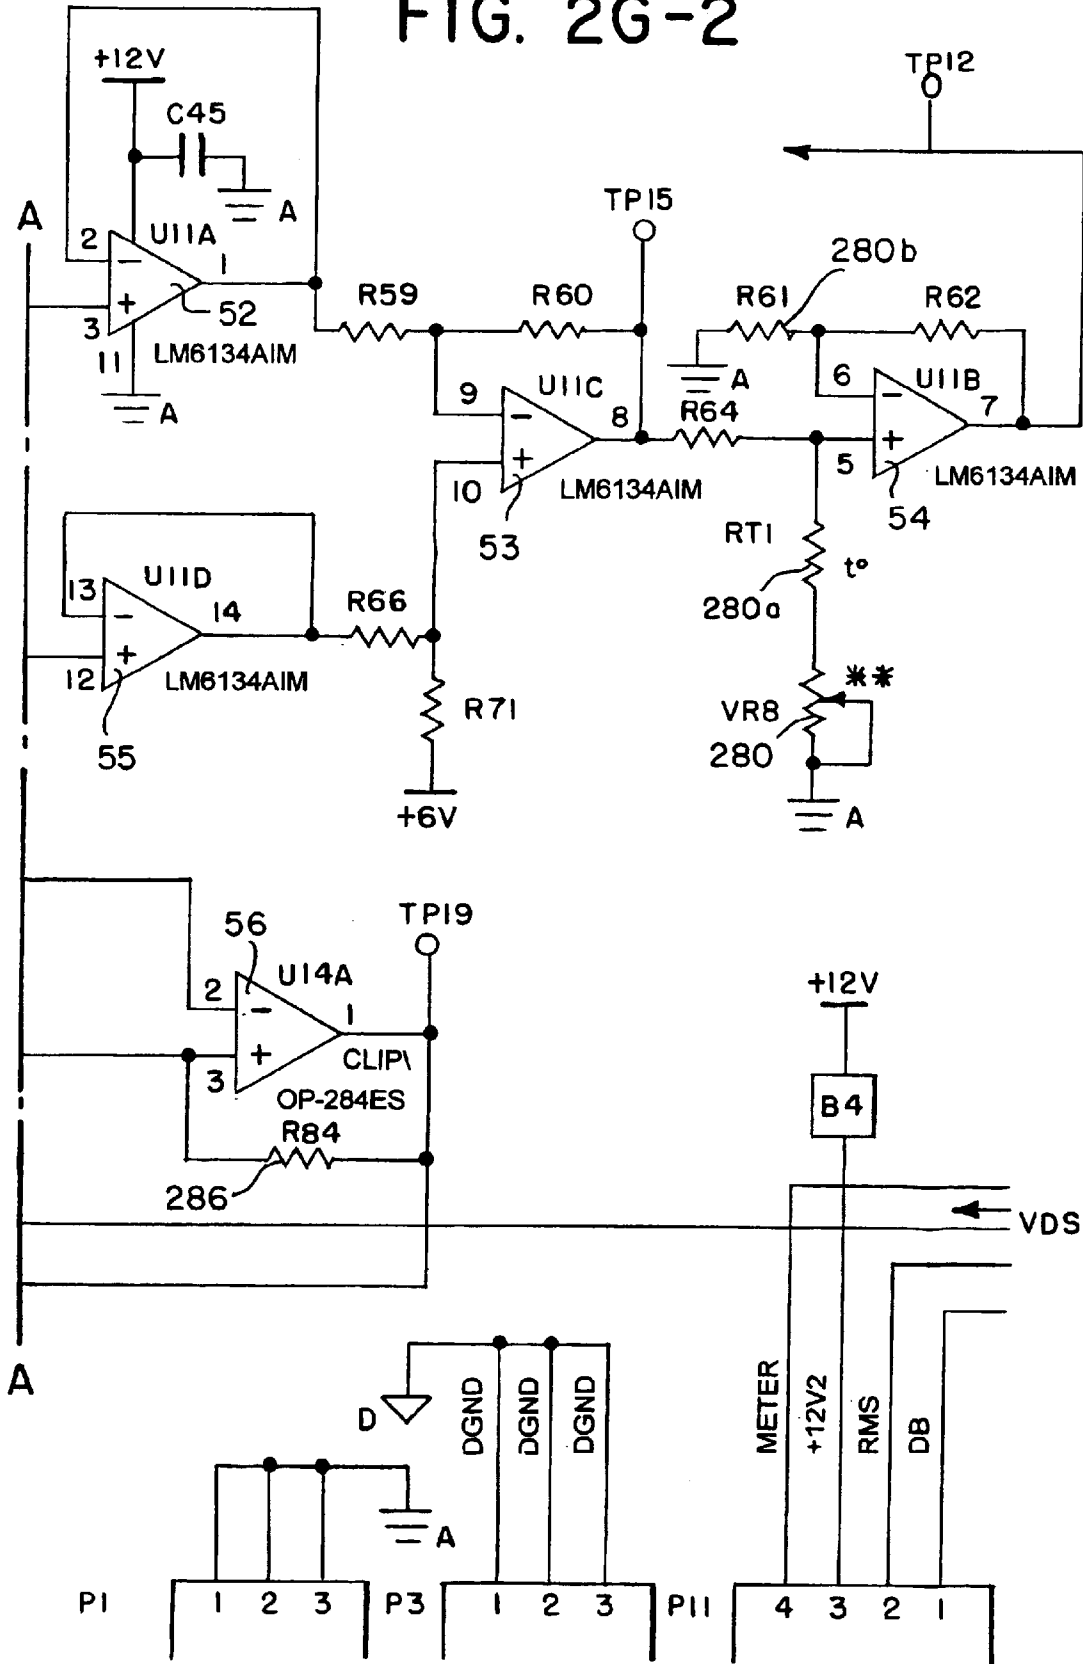 FIG. 2G-2
+12V
C45
A
TP12
A
TP15
2
U11A
1
3
52
11
LM6134AIM
A
R59
R60
R61
280b
R62
A
9
U11C
8
10
53
LM6134AIM
R64
6
U11B
7
5
54
LM6134AIM
RT1
t°
280a
13
U11D
14
12
LM6134AIM
55
R66
R71
+6V
VR8
**
280
A
56
TP19
2
U14A
1
3
CLIP\
OP-284ES
R84
286
+12V
B4
VDS
A
D
DGND
DGND
DGND
METER
+12V2
RMS
DB
A
P1
1 2 3
P3
1 2 3
P11
4 3 2 1